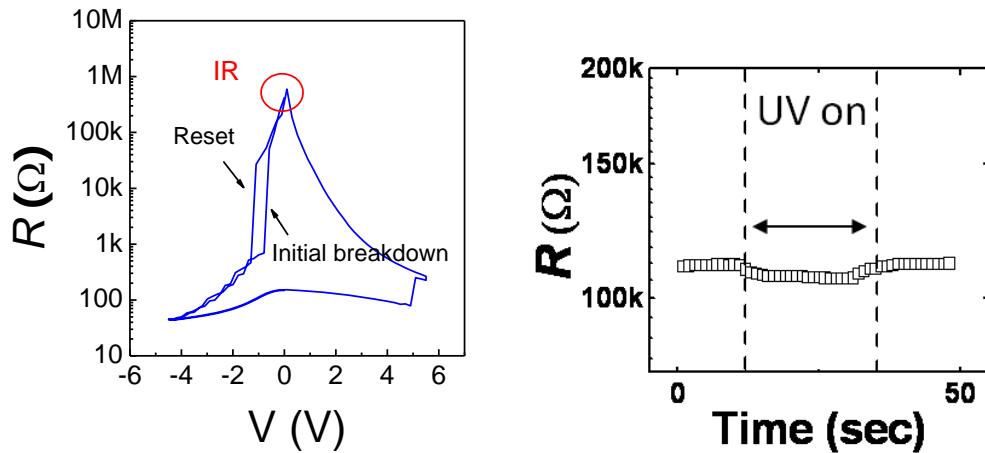 10M
1M
100k
10k
1k
100
10
R (Ω)
IR
Reset
Initial breakdown
-6 -4 -2 0 2 4 6
V (V)
200k
150k
100k
R (Ω)
UV on
0 50
Time (sec)